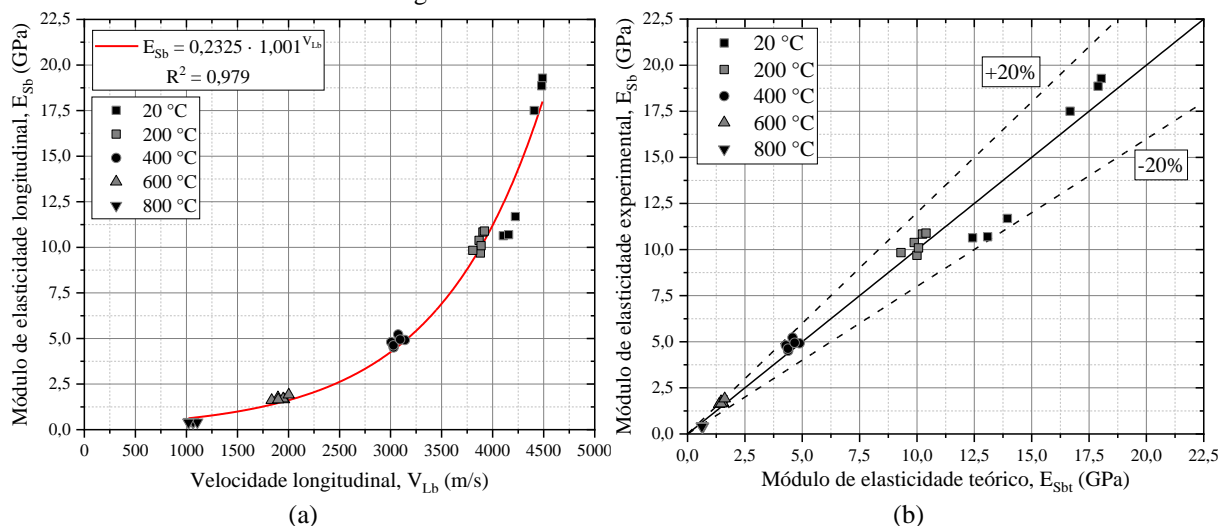 E_Sb = 0,2325 · 1,001^V_Lb
R² = 0,979
20 °C
200 °C
400 °C
600 °C
800 °C
22,5
20,0
17,5
15,0
12,5
10,0
7,5
5,0
2,5
0,0
Módulo de elasticidade longitudinal, E_Sb (GPa)
0 500 1000 1500 2000 2500 3000 3500 4000 4500 5000
Velocidade longitudinal, V_Lb (m/s)
(a)
20 °C
200 °C
400 °C
600 °C
800 °C
+20%
-20%
22,5
20,0
17,5
15,0
12,5
10,0
7,5
5,0
2,5
0,0
Módulo de elasticidade experimental, E_Sb (GPa)
0,0 2,5 5,0 7,5 10,0 12,5 15,0 17,5 20,0 22,5
Módulo de elasticidade teórico, E_Sbt (GPa)
(b)